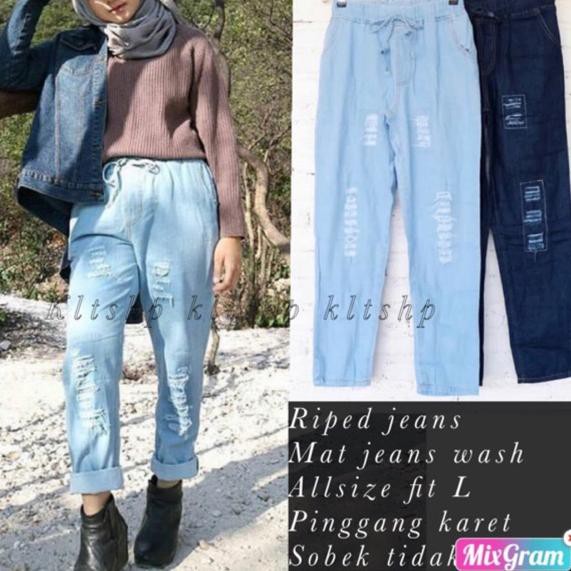 kltshp kltshp kltshp
Riped jeans
Mat jeans wash
Allsize fit L
Pinggang karet
Sobek tidak
MixGram